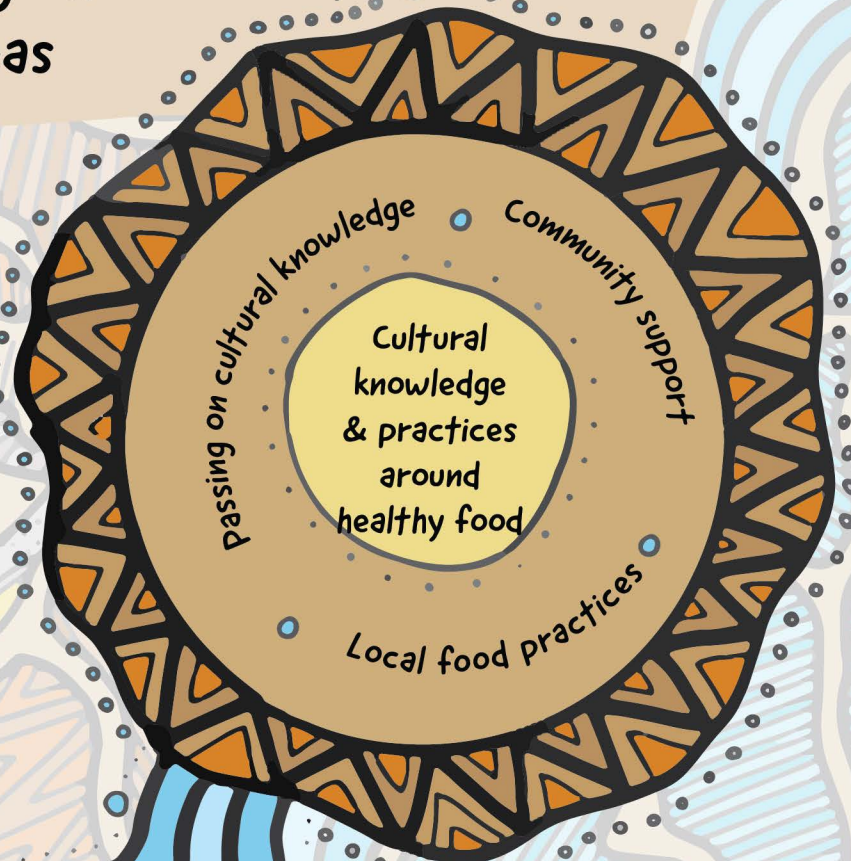 as
Passing on cultural knowledge
Community support
Cultural
knowledge
& practices
around
healthy food
Local food practices